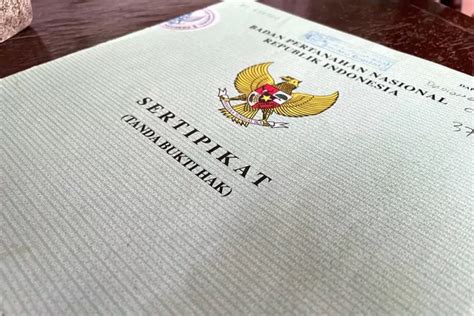 BADAN PERTANAHAN NASIONAL
REPUBLIK INDONESIA
SERTIPIKAT
(TANDA BUKTI HAK)